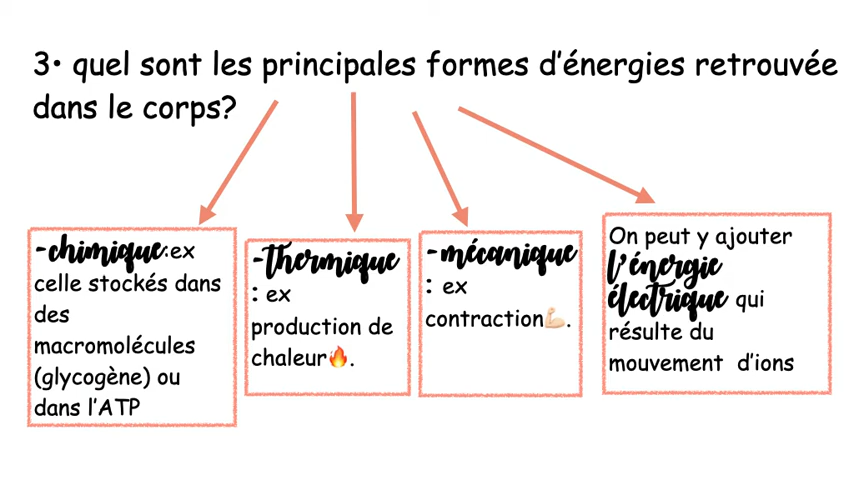 3• quel sont les principales formes d'énergies retrouvée
dans le corps?
-chimique:ex
celle stockés dans
des
macromolécules
(glycogène) ou
dans l'ATP
-thermique
: ex
production de
chaleur🔥.
-mécanique
: ex
contraction💪🏻.
On peut y ajouter
l'énergie
électrique qui
résulte du
mouvement d'ions